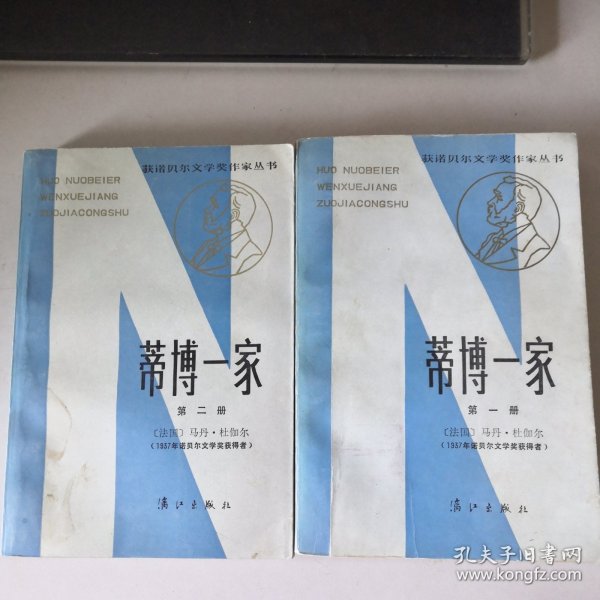 获诺贝尔文学奖作家丛书
HUO NUOBEIER
WENXUEJIANG
ZUOJIACONGSHU
蒂博一家
第二册
〔法国〕马丹·杜伽尔
（1937年诺贝尔文学奖获得者）
漓江出版社
获诺贝尔文学奖作家丛书
HUO NUOBEIER
WENXUEJIANG
ZUOJIACONGSHU
蒂博一家
第一册
〔法国〕马丹·杜伽尔
（1937年诺贝尔文学奖获得者）
漓江出版社
孔夫子旧书网
www.kongfz.com